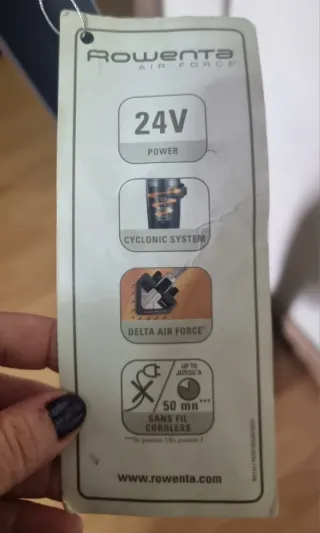 Rowenta
AIR FORCE
24V
POWER
CYCLONIC SYSTEM
DELTA AIR FORCE
UP TO
JUSQU'A
50 mn***
SANS FIL
CORDLESS
www.rowenta.com